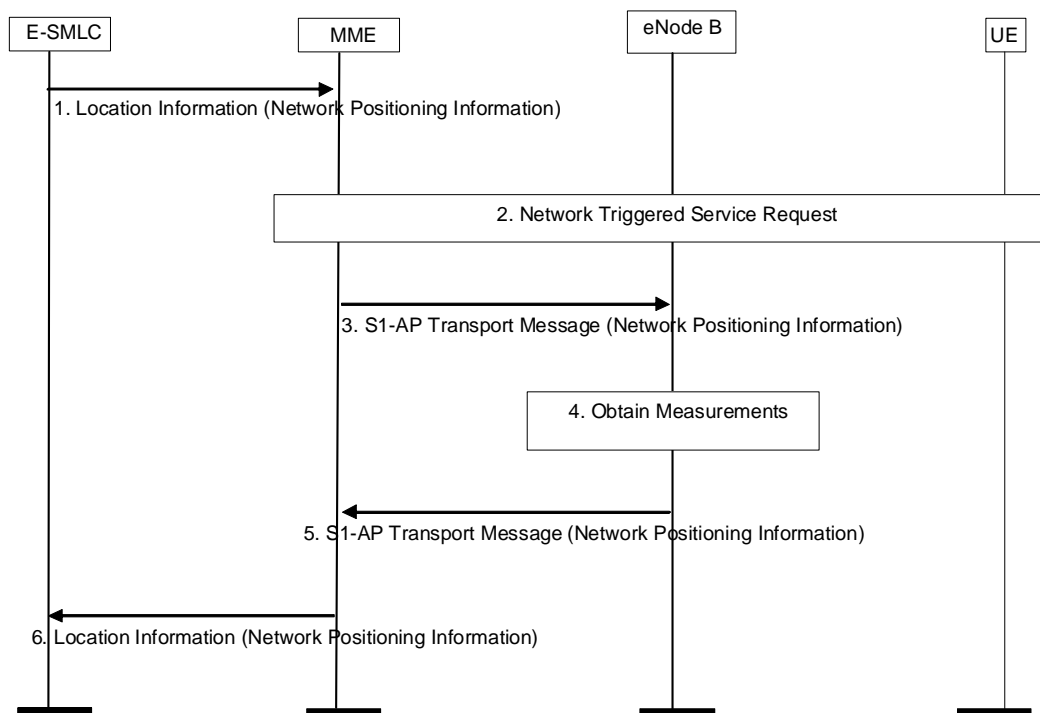 E-SMLC
MME
eNode B
UE
1. Location Information (Network Positioning Information)
2. Network Triggered Service Request
3. S1-AP Transport Message (Network Positioning Information)
4. Obtain Measurements
5. S1-AP Transport Message (Network Positioning Information)
6. Location Information (Network Positioning Information)